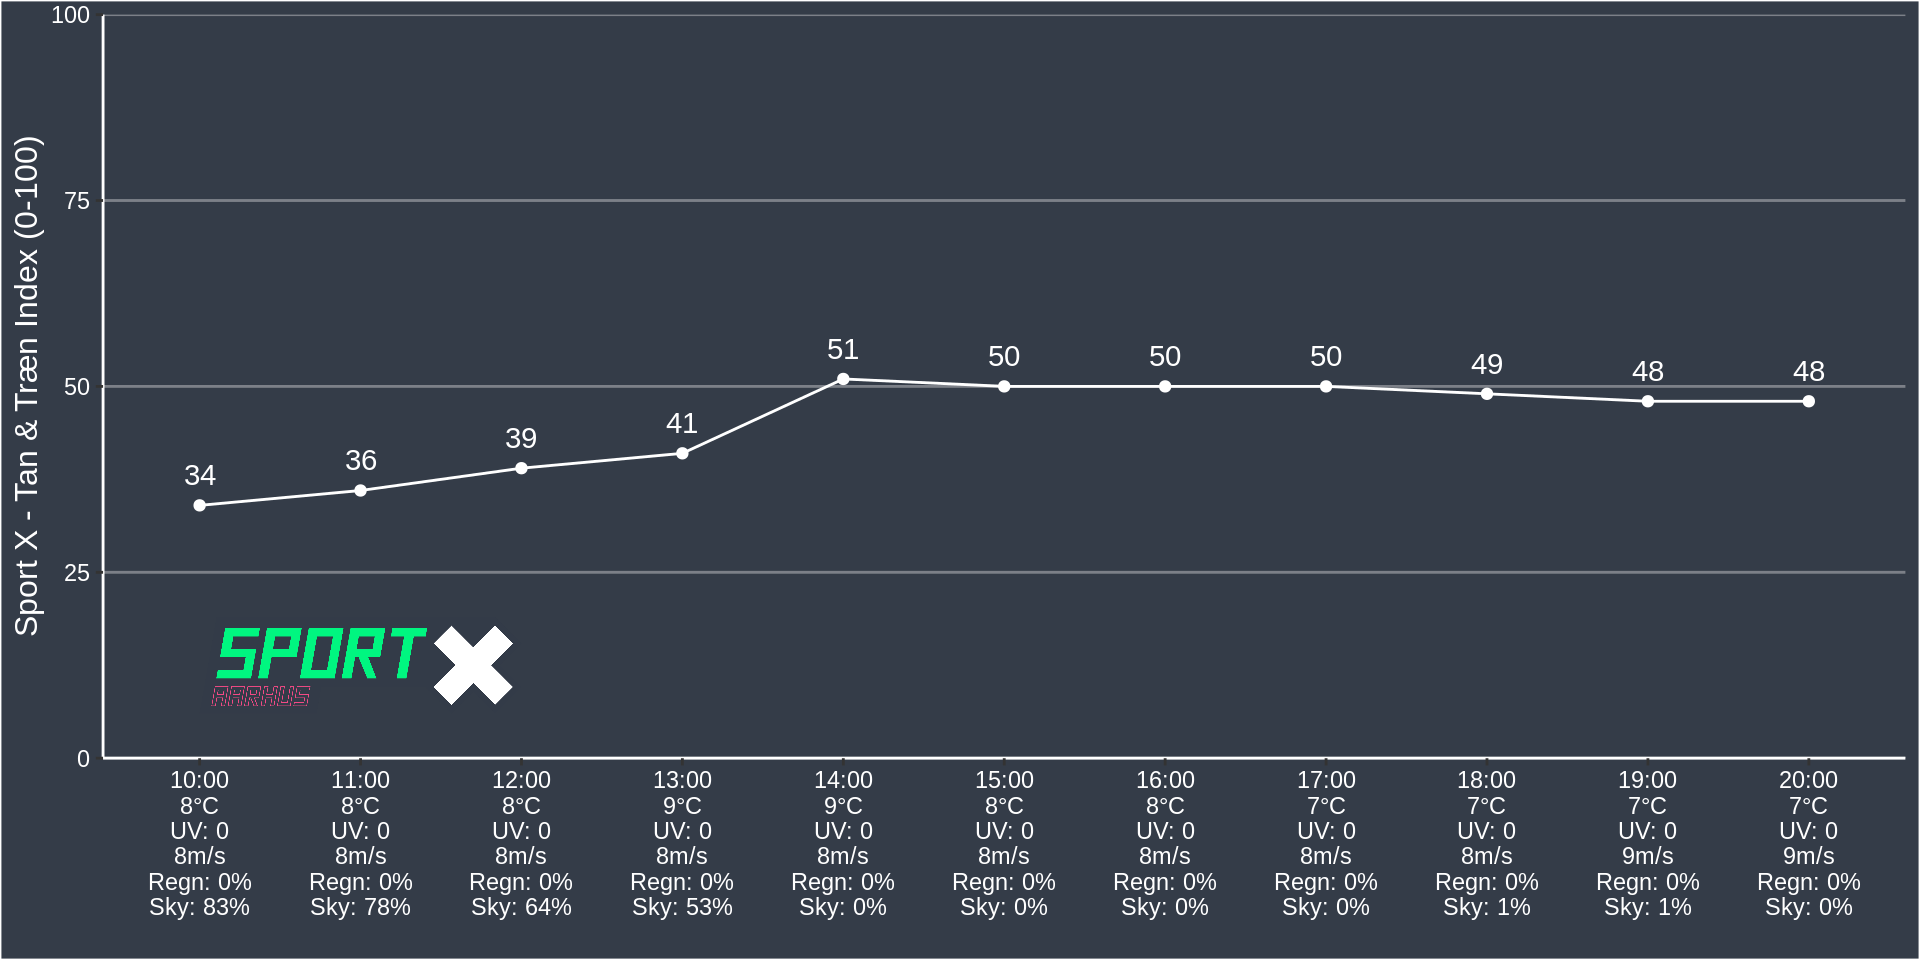 Sport X - Tan & Træn Index (0-100)
100
75
50
25
0
34
36
39
41
51
50
50
50
49
48
48
SPORT X
AARHUS
10:00
8°C
UV: 0
8m/s
Regn: 0%
Sky: 83%
11:00
8°C
UV: 0
8m/s
Regn: 0%
Sky: 78%
12:00
8°C
UV: 0
8m/s
Regn: 0%
Sky: 64%
13:00
9°C
UV: 0
8m/s
Regn: 0%
Sky: 53%
14:00
9°C
UV: 0
8m/s
Regn: 0%
Sky: 0%
15:00
8°C
UV: 0
8m/s
Regn: 0%
Sky: 0%
16:00
8°C
UV: 0
8m/s
Regn: 0%
Sky: 0%
17:00
7°C
UV: 0
8m/s
Regn: 0%
Sky: 0%
18:00
7°C
UV: 0
8m/s
Regn: 0%
Sky: 1%
19:00
7°C
UV: 0
9m/s
Regn: 0%
Sky: 1%
20:00
7°C
UV: 0
9m/s
Regn: 0%
Sky: 0%